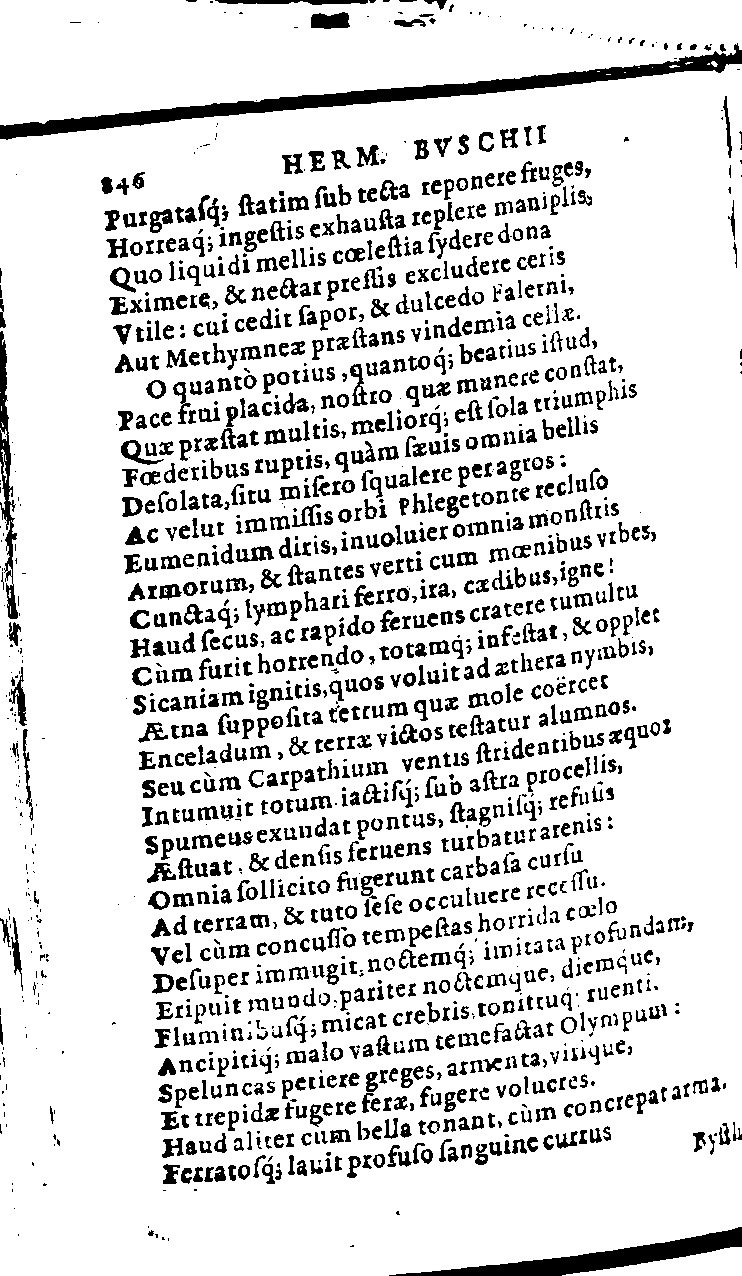 846 HERM. BVSCHII
Purgataſq́; ſtatim ſub tecta reponere fruges,
Horreaq́; ingeſtis exhauſta replere maniplis,
Quo liquidi mellis cœleſtia ſydere dona
Eximere, & nectar preſſis excludere ceris
Vtile: cui cedit ſapor, & dulcedo Falerni,
Aut Methymneæ præſtans vindemia cellæ.
O quantò potius, quantoq́; beatius iſtud,
Pace frui placida, noſtro quæ munere conſtat,
Quæ præſtat multis, meliorq́; eſt ſola triumphis
Fœderibus ruptis, quàm ſæuis omnia bellis
Deſolata, ſitu miſero ſqualere per agros:
Ac velut immiſſis orbi Phlegetonte recluſo
Eumenidum diris, inuoluier omnia monſtris
Armorum, & ſtantes verti cum mœnibus vrbes,
Cunctaq́; lymphari ferro, ira, cædibus, igne!
Haud ſecus, ac rapido feruens cratere tumultu
Cùm furit horrendo, totamq́; infeſtat, & opplet
Sicaniam ignitis, quos voluit ad æthera nymbis,
Ætna ſuppoſita tetrum quæ mole coërcet
Enceladum, & terræ victos teſtatur alumnos.
Seu cùm Carpathium ventis ſtridentibus æquor
Intumuit totum iactiſq́; ſub aſtra procellis,
Spumeus exundat pontus, ſtagniſq́; refuſis
Æſtuat, & denſis feruens turbatur arenis:
Omnia ſollicito fugerunt carbaſa curſu
Ad terram, & tuto ſeſe occuluere receſſu.
Vel cùm concuſſo tempeſtas horrida cœlo
Deſuper immugit, noctemq́; imitata profundam,
Eripuit mundo, pariter noctemque, diemque,
Fluminibuſq́; micat crebris, tonitruq́; ruenti.
Ancipitiq́; malo vaſtum temefactat Olympum:
Speluncas petiere greges, armenta, virique,
Et trepidæ fugere feræ, fugere volucres.
Haud aliter cum bella tonant, cùm concrepat arma,
Ferratoſq́; lauit profuſo ſanguine currus